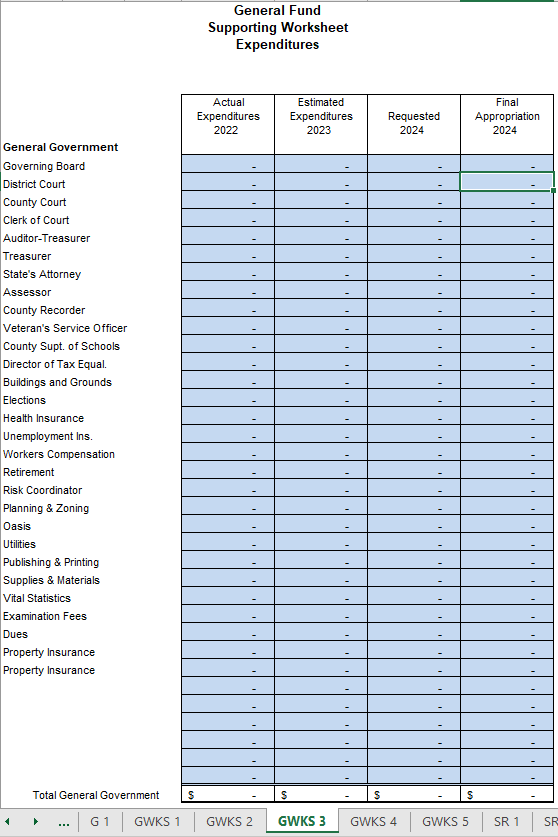 General Fund
Supporting Worksheet
Expenditures
Actual Expenditures 2022 Estimated Expenditures 2023 Requested 2024 Final Appropriation 2024
General Government
Governing Board - - - -
District Court - - - -
County Court - - - -
Clerk of Court - - - -
Auditor-Treasurer - - - -
Treasurer - - - -
State's Attorney - - - -
Assessor - - - -
County Recorder - - - -
Veteran's Service Officer - - - -
County Supt. of Schools - - - -
Director of Tax Equal. - - - -
Buildings and Grounds - - - -
Elections - - - -
Health Insurance - - - -
Unemployment Ins. - - - -
Workers Compensation - - - -
Retirement - - - -
Risk Coordinator - - - -
Planning & Zoning - - - -
Oasis - - - -
Utilities - - - -
Publishing & Printing - - - -
Supplies & Materials - - - -
Vital Statistics - - - -
Examination Fees - - - -
Dues - - - -
Property Insurance - - - -
Property Insurance - - - -
- - - -
- - - -
- - - -
- - - -
- - - -
- - - -
Total General Government $ - $ - $ - $ -
... G 1 GWKS 1 GWKS 2 GWKS 3 GWKS 4 GWKS 5 SR 1 SR